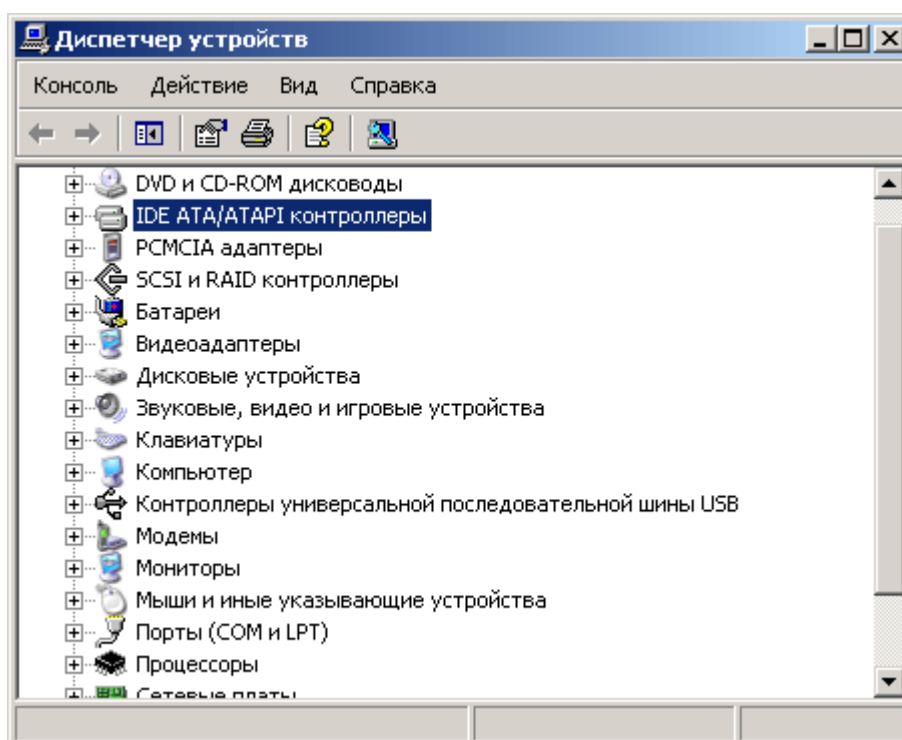 Диспетчер устройств
Консоль Действие Вид Справка
DVD и CD-ROM дисководы
IDE ATA/ATAPI контроллеры
PCMCIA адаптеры
SCSI и RAID контроллеры
Батареи
Видеоадаптеры
Дисковые устройства
Звуковые, видео и игровые устройства
Клавиатуры
Компьютер
Контроллеры универсальной последовательной шины USB
Модемы
Мониторы
Мыши и иные указывающие устройства
Порты (COM и LPT)
Процессоры
Сетевые платы